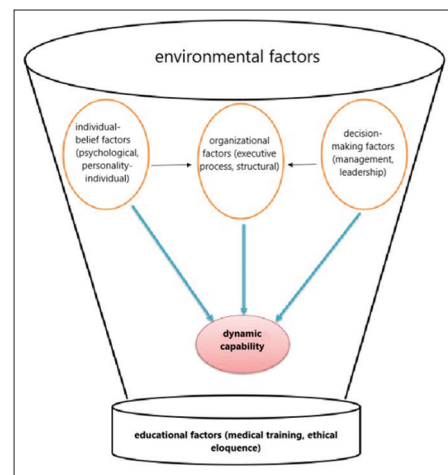 environmental factors
individual-
belief factors
(psychological,
personality-
individual)
organizational
factors (executive
process, structural)
decision-
making factors
(management,
leadership)
dynamic
capability
educational factors (medical training, ethical
eloquence)